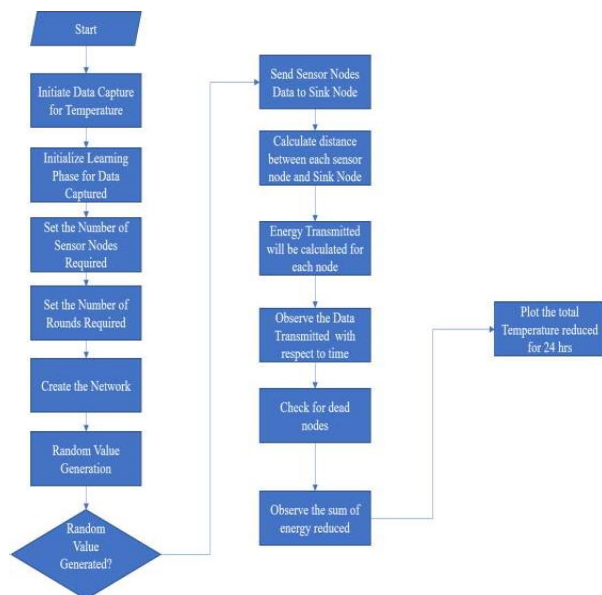 Start
Initiate Data Capture
for Temperature
Initialize Learning
Phase for Data
Captured
Set the Number of
Sensor Nodes
Required
Set the Number of
Rounds Required
Create the Network
Random Value
Generation
Random
Value
Generated?
Send Sensor Nodes
Data to Sink Node
Calculate distance
between each sensor
node and Sink Node
Energy Transmitted
will be calculated for
each node
Observe the Data
Transmitted with
respect to time
Check for dead
nodes
Observe the sum of
energy reduced
Plot the total
Temperature reduced
for 24 hrs